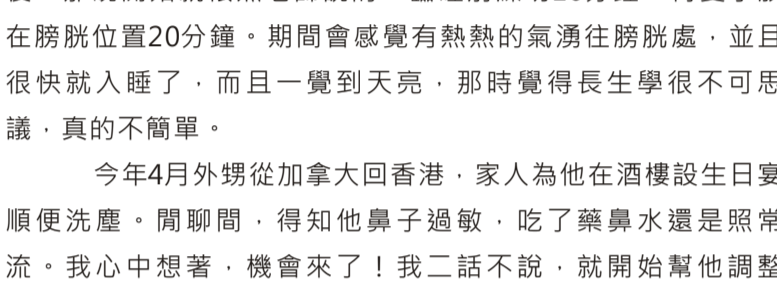 在膀胱位置20分鐘。期間會感覺有熱熱的氣湧往膀胱處，並且
很快就入睡了，而且一覺到天亮，那時覺得長生學很不可思
議，真的不簡單。
今年4月外甥從加拿大回香港，家人為他在酒樓設生日宴
順便洗塵。閒聊間，得知他鼻子過敏，吃了藥鼻水還是照常
流。我心中想著，機會來了！我二話不說，就開始幫他調整